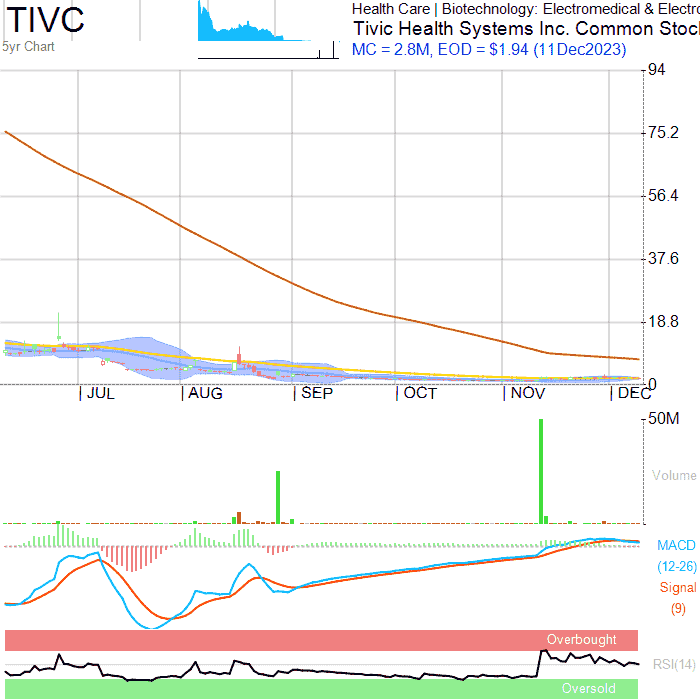 TIVC
5yr Chart
Health Care | Biotechnology: Electromedical & Electro
Tivic Health Systems Inc. Common Stoc
MC = 2.8M, EOD = $1.94 (11Dec2023)
94
75.2
56.4
37.6
18.8
0
| JUL | AUG | SEP | OCT | NOV | DEC
50M
Volume
MACD
(12-26)
Signal
(9)
Overbought
RSI(14)
Oversold